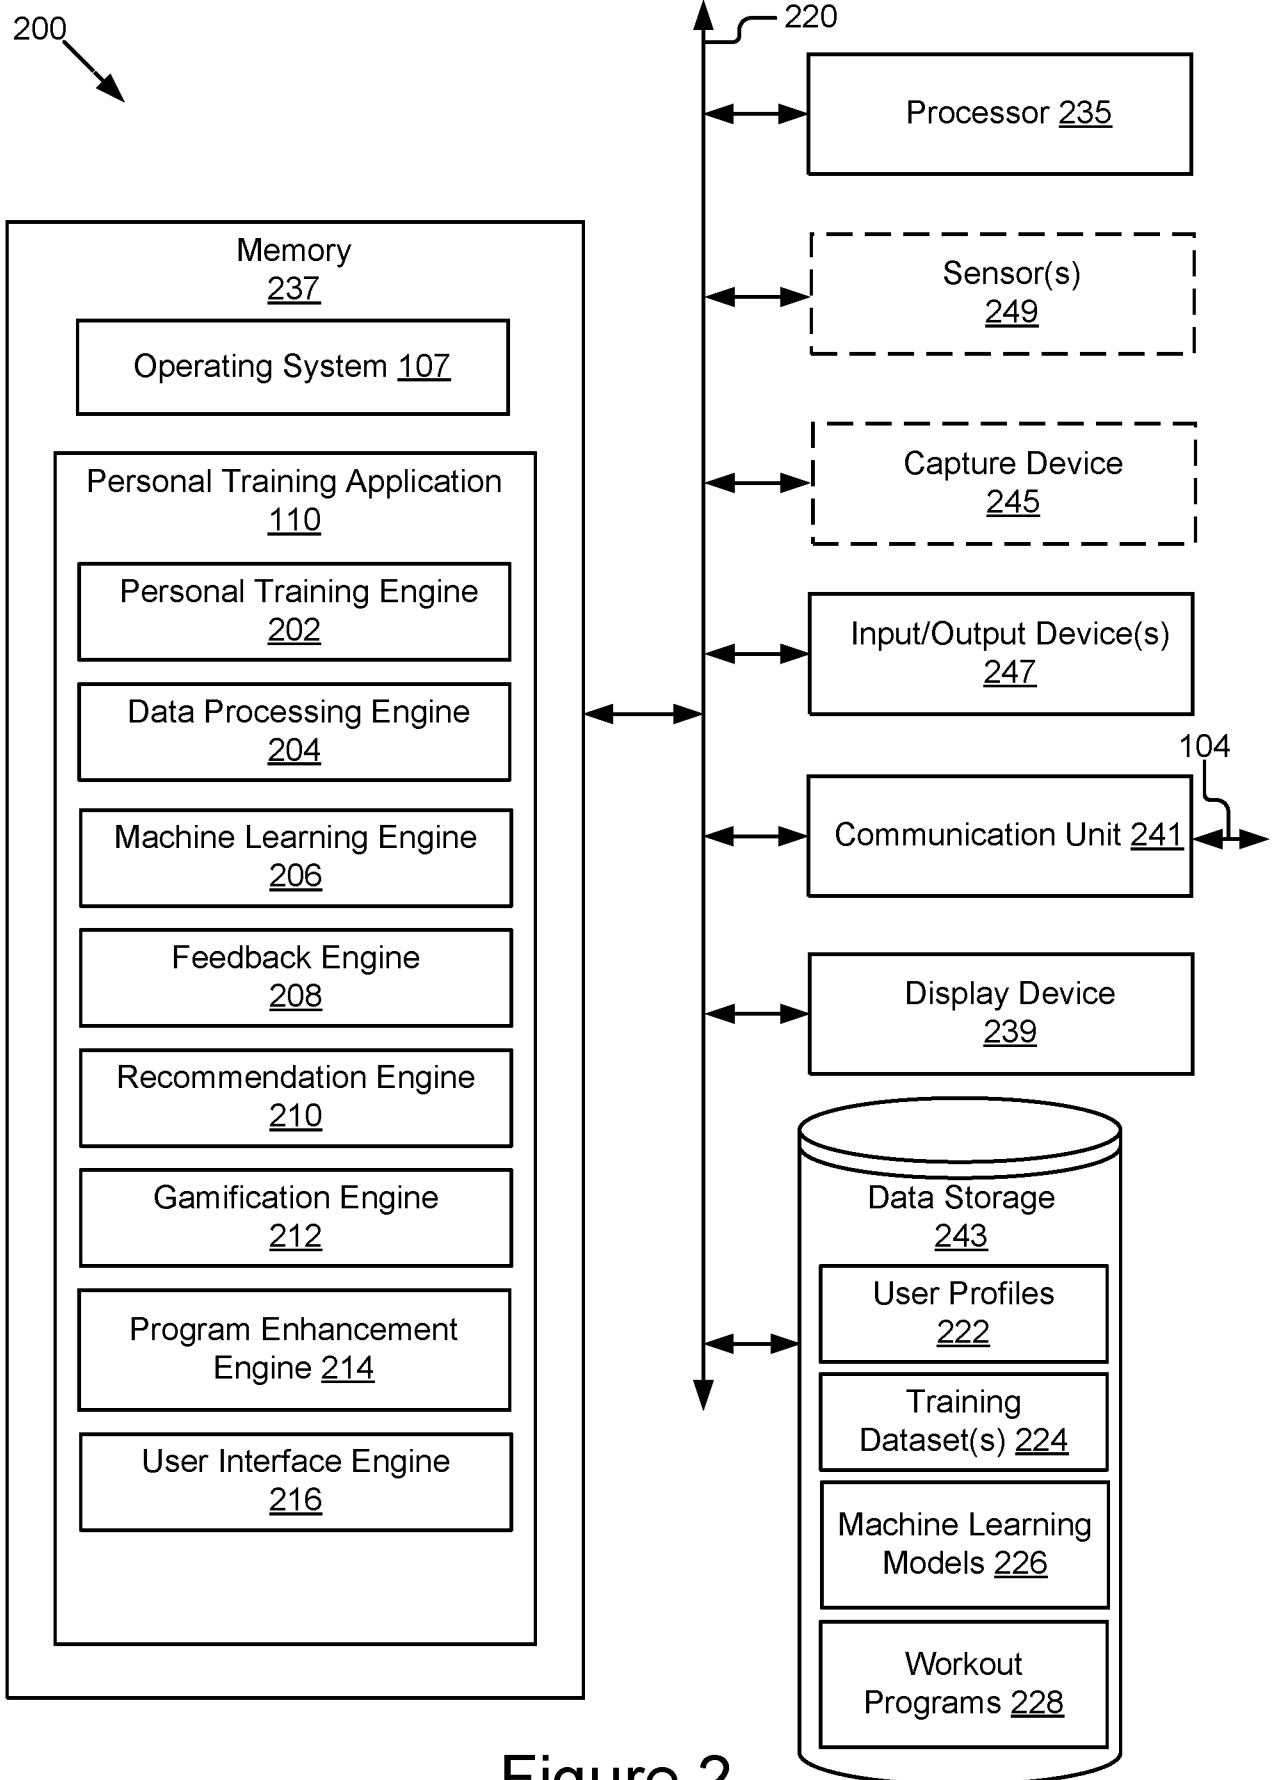 200
220
Processor 235
Memory
237
Operating System 107
Personal Training Application
110
Personal Training Engine
202
Data Processing Engine
204
Machine Learning Engine
206
Feedback Engine
208
Recommendation Engine
210
Gamification Engine
212
Program Enhancement
Engine 214
User Interface Engine
216
Sensor(s)
249
Capture Device
245
Input/Output Device(s)
247
104
Communication Unit 241
Display Device
239
Data Storage
243
User Profiles
222
Training
Dataset(s) 224
Machine Learning
Models 226
Workout
Programs 228
Figure 2